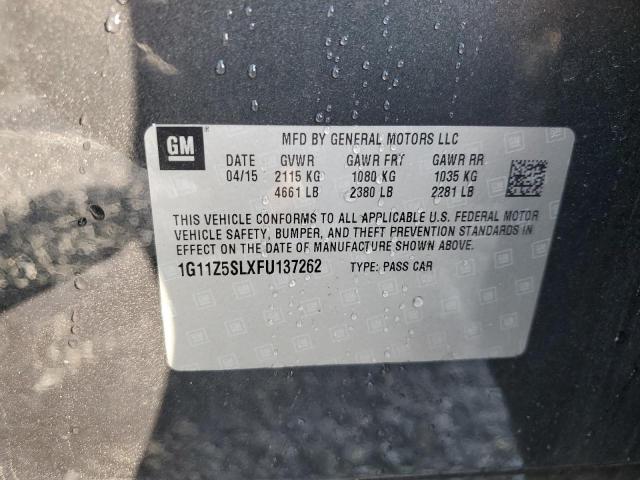 GM MFD BY GENERAL MOTORS LLC
DATE GVWR GAWR FRT GAWR RR
04/15 2115 KG 1080 KG 1035 KG
4661 LB 2380 LB 2281 LB
THIS VEHICLE CONFORMS TO ALL APPLICABLE U.S. FEDERAL MOTOR
VEHICLE SAFETY, BUMPER, AND THEFT PREVENTION STANDARDS IN
EFFECT ON THE DATE OF MANUFACTURE SHOWN ABOVE.
1G11Z5SLXFU137262 TYPE: PASS CAR